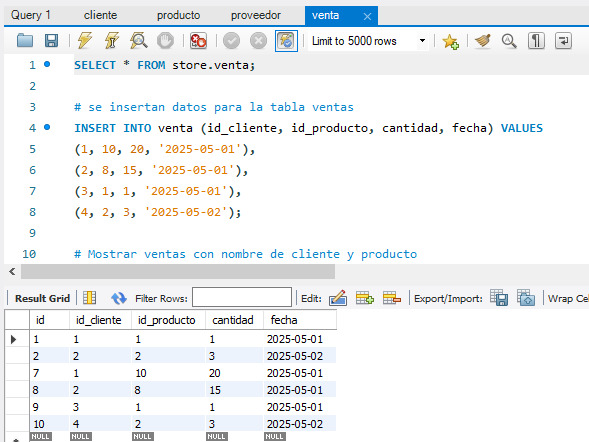 Query 1 cliente producto proveedor venta
Limit to 5000 rows
1 SELECT * FROM store.venta;
2
3 # se insertan datos para la tabla ventas
4 INSERT INTO venta (id_cliente, id_producto, cantidad, fecha) VALUES
5 (1, 10, 20, '2025-05-01'),
6 (2, 8, 15, '2025-05-01'),
7 (3, 1, 1, '2025-05-01'),
8 (4, 2, 3, '2025-05-02');
9
10 # Mostrar ventas con nombre de cliente y producto
Result Grid Filter Rows: Edit: Export/Import: Wrap Cel
id id_cliente id_producto cantidad fecha
1 1 1 1 2025-05-01
2 2 2 3 2025-05-02
7 1 10 20 2025-05-01
8 2 8 15 2025-05-01
9 3 1 1 2025-05-01
10 4 2 3 2025-05-02
NULL NULL NULL NULL NULL